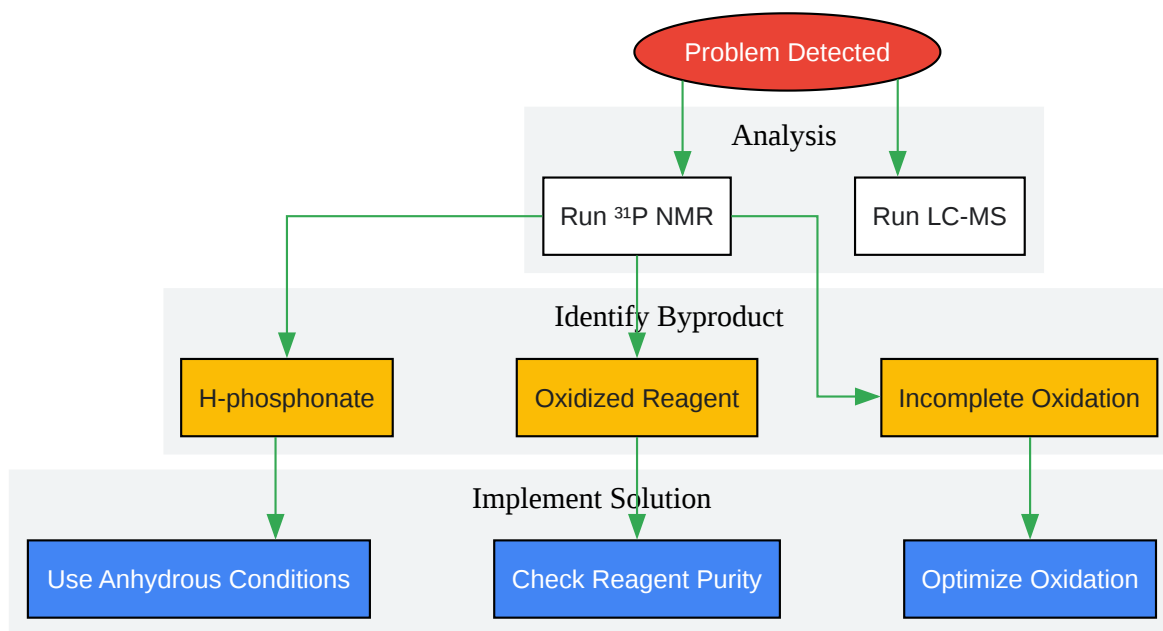 Problem Detected
Analysis
Run ³¹P NMR
Run LC-MS
Identify Byproduct
H-phosphonate
Oxidized Reagent
Incomplete Oxidation
Implement Solution
Use Anhydrous Conditions
Check Reagent Purity
Optimize Oxidation